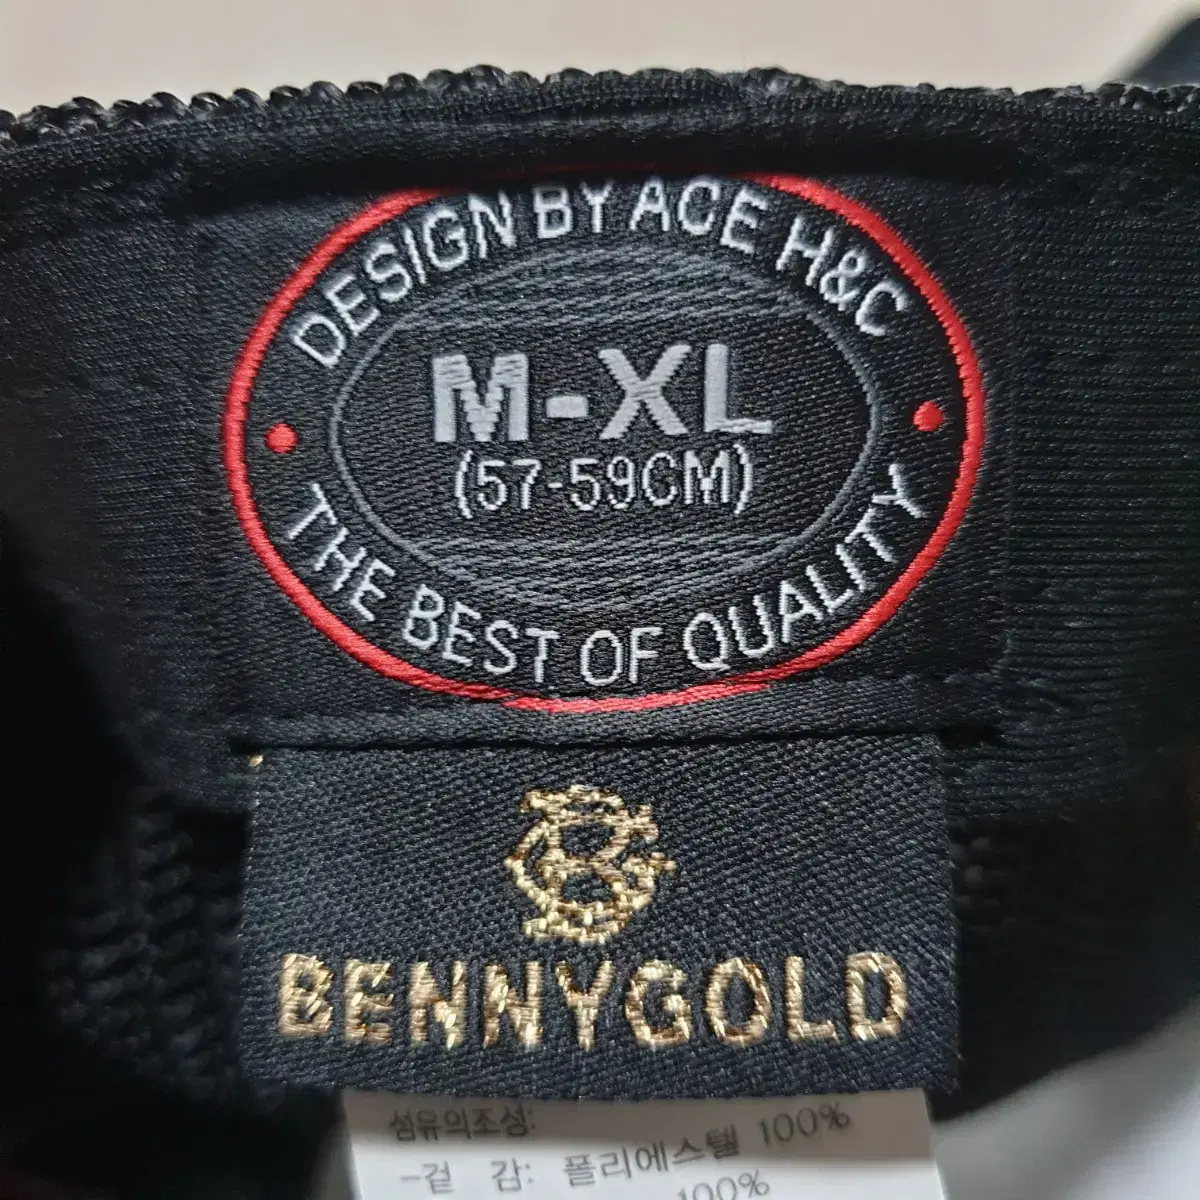 DESIGN BY ACE H&C
M-XL
(57-59CM)
THE BEST OF QUALITY
BG
BENNYGOLD
섬유의조성:
-겉 감: 폴리에스텔 100%
100%